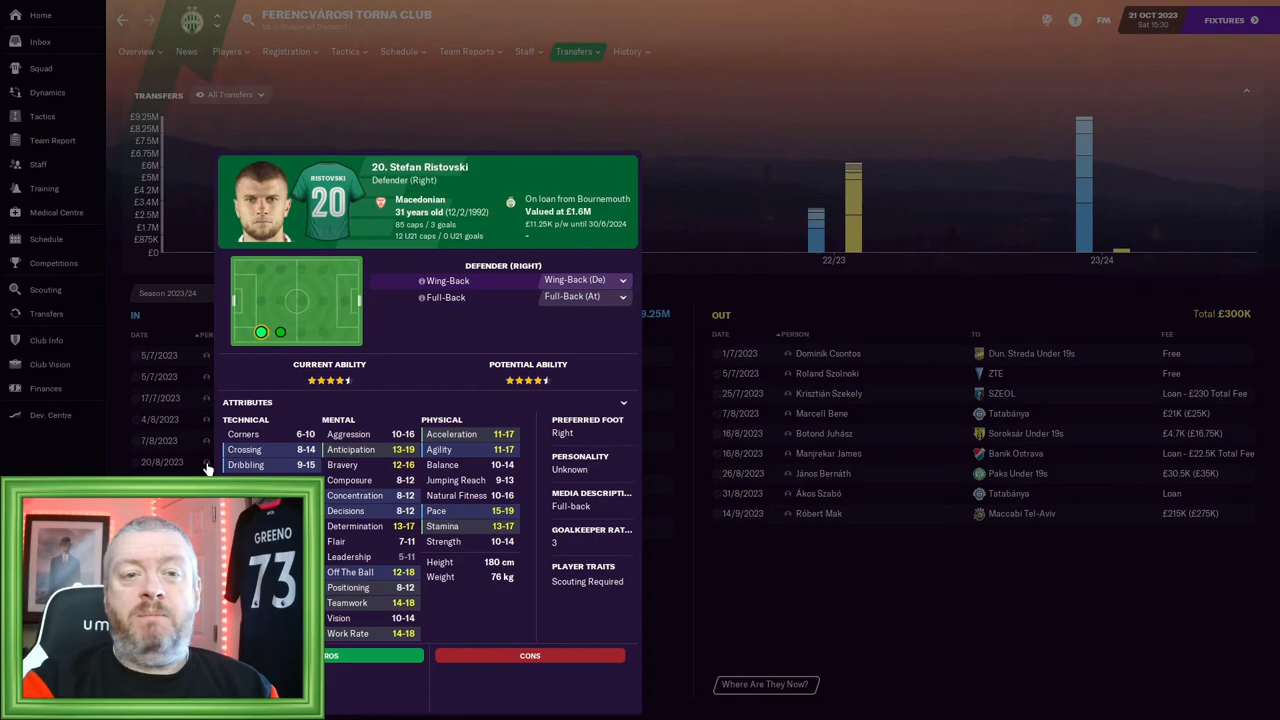 Home
Inbox
Squad
Dynamics
Tactics
Team Report
Staff
Training
Medical Centre
Schedule
Competitions
Scouting
Transfers
Club Info
Club Vision
Finances
Dev. Centre
FERENCVÁROSI TORNA CLUB
FM
21 OCT 2023
Sat 15:30
FIXTURES
Overview
News
Players
Registration
Tactics
Schedule
Team Reports
Staff
Transfers
History
TRANSFERS
All Transfers
£9.25M
£8.25M
£7.5M
£6.75M
£6M
£5M
£4.2M
£3.4M
£2.5M
£1.7M
£875K
£0
22/23
23/24
Season 2023/24
IN
.25M
DATE
PER
5/7/2023
5/7/2023
17/7/2023
4/8/2023
7/8/2023
20/8/2023
20. Stefan Ristovski
Defender (Right)
RISTOVSKI
20
Macedonian
31 years old (12/2/1992)
85 caps / 3 goals
12 U21 caps / 0 U21 goals
On loan from Bournemouth
Valued at £1.6M
£11.25K p/w until 30/6/2024
-
DEFENDER (RIGHT)
Wing-Back Wing-Back (De)
Full-Back Full-Back (At)
CURRENT ABILITY
POTENTIAL ABILITY
ATTRIBUTES
TECHNICAL
Corners 6-10
Crossing 8-14
Dribbling 9-15
MENTAL
Aggression 10-16
Anticipation 13-19
Bravery 12-16
Composure 8-12
Concentration 8-12
Decisions 8-12
Determination 13-17
Flair 7-11
Leadership 5-11
Off The Ball 12-18
Positioning 8-12
Teamwork 14-18
Vision 10-14
Work Rate 14-18
PHYSICAL
Acceleration 11-17
Agility 11-17
Balance 10-14
Jumping Reach 9-13
Natural Fitness 10-16
Pace 15-19
Stamina 13-17
Strength 10-14
Height 180 cm
Weight 76 kg
PREFERRED FOOT
Right
PERSONALITY
Unknown
MEDIA DESCRIPTI...
Full-back
GOALKEEPER RAT...
3
PLAYER TRAITS
Scouting Required
ROS
CONS
OUT
Total £300K
DATE PERSON TO FEE
1/7/2023 Dominik Csontos Dun. Streda Under 19s Free
5/7/2023 Roland Szolnoki ZTE Free
25/7/2023 Krisztián Szekely SZEOL Loan - £230 Total Fee
7/8/2023 Marcell Bene Tatabánya £21K (£25K)
16/8/2023 Botond Juhász Soroksár Under 19s £4.7K (£16.75K)
16/8/2023 Manjrekar James Banik Ostrava Loan - £22.5K Total Fee
26/8/2023 János Bernáth Paks Under 19s £30.5K (£35K)
31/8/2023 Ákos Szabó Tatabánya Loan
14/9/2023 Róbert Mak Maccabi Tel-Aviv £215K (£275K)
Where Are They Now?
GREENO
73
um